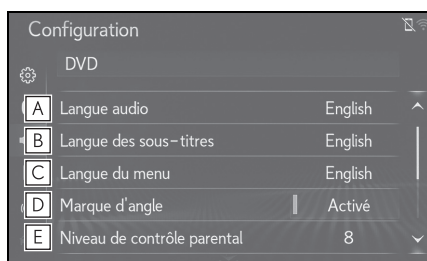 Configuration
DVD
A Langue audio English
B Langue des sous-titres English
C Langue du menu English
D Marque d'angle Activé
E Niveau de contrôle parental 8